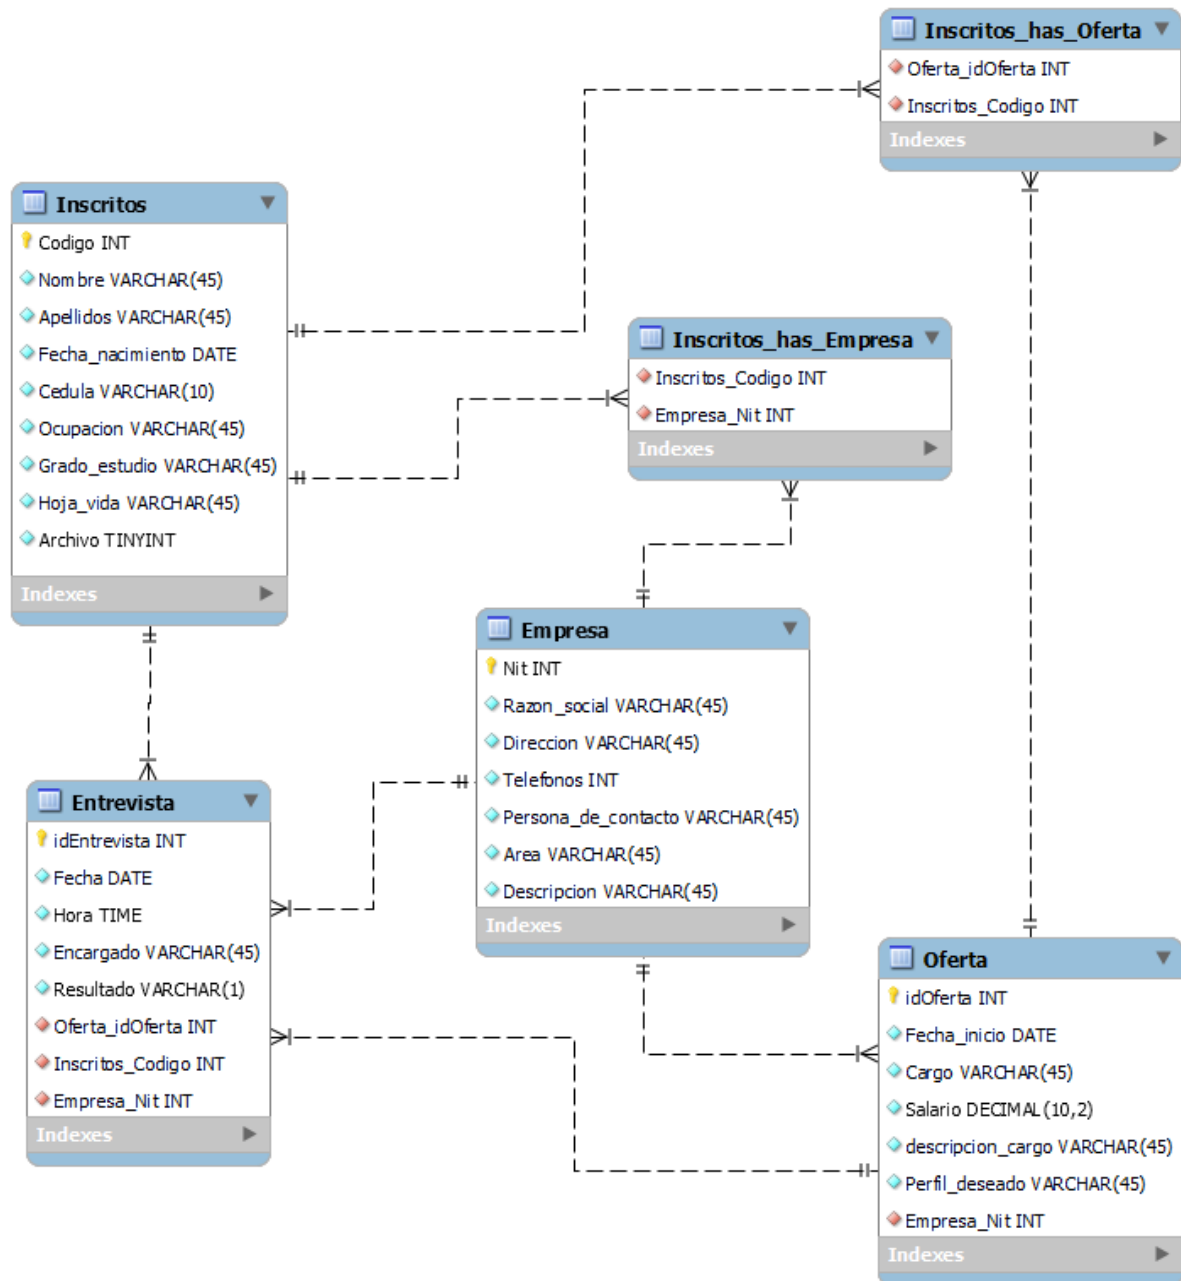 Inscritos_has_Oferta
Oferta_idOferta INT
Inscritos_Codigo INT
Indexes
Inscritos
Codigo INT
Nombre VARCHAR(45)
Apellidos VARCHAR(45)
Fecha_nacimiento DATE
Cedula VARCHAR(10)
Ocupacion VARCHAR(45)
Grado_estudio VARCHAR(45)
Hoja_vida VARCHAR(45)
Archivo TINYINT
Indexes
Inscritos_has_Empresa
Inscritos_Codigo INT
Empresa_Nit INT
Indexes
Empresa
Nit INT
Razon_social VARCHAR(45)
Direccion VARCHAR(45)
Telefonos INT
Persona_de_contacto VARCHAR(45)
Area VARCHAR(45)
Descripcion VARCHAR(45)
Indexes
Entrevista
idEntrevista INT
Fecha DATE
Hora TIME
Encargado VARCHAR(45)
Resultado VARCHAR(1)
Oferta_idOferta INT
Inscritos_Codigo INT
Empresa_Nit INT
Indexes
Oferta
idOferta INT
Fecha_inicio DATE
Cargo VARCHAR(45)
Salario DECIMAL(10,2)
descripcion_cargo VARCHAR(45)
Perfil_deseado VARCHAR(45)
Empresa_Nit INT
Indexes